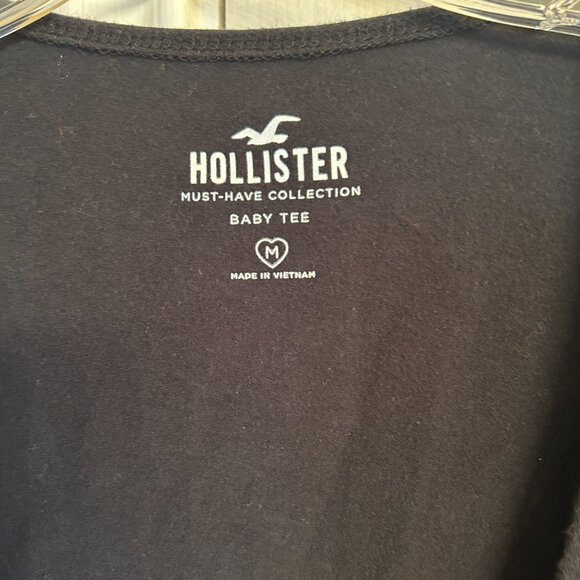 HOLLISTER
MUST-HAVE COLLECTION
BABY TEE
M
MADE IN VIETNAM